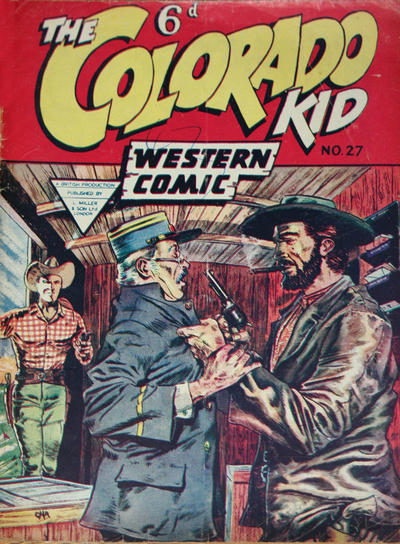 THE
6d
COLORADO
KID
NO. 27
WESTERN
COMIC
A BRITISH PRODUCTION
PUBLISHED BY
L. MILLER
& SON LTD
LONDON